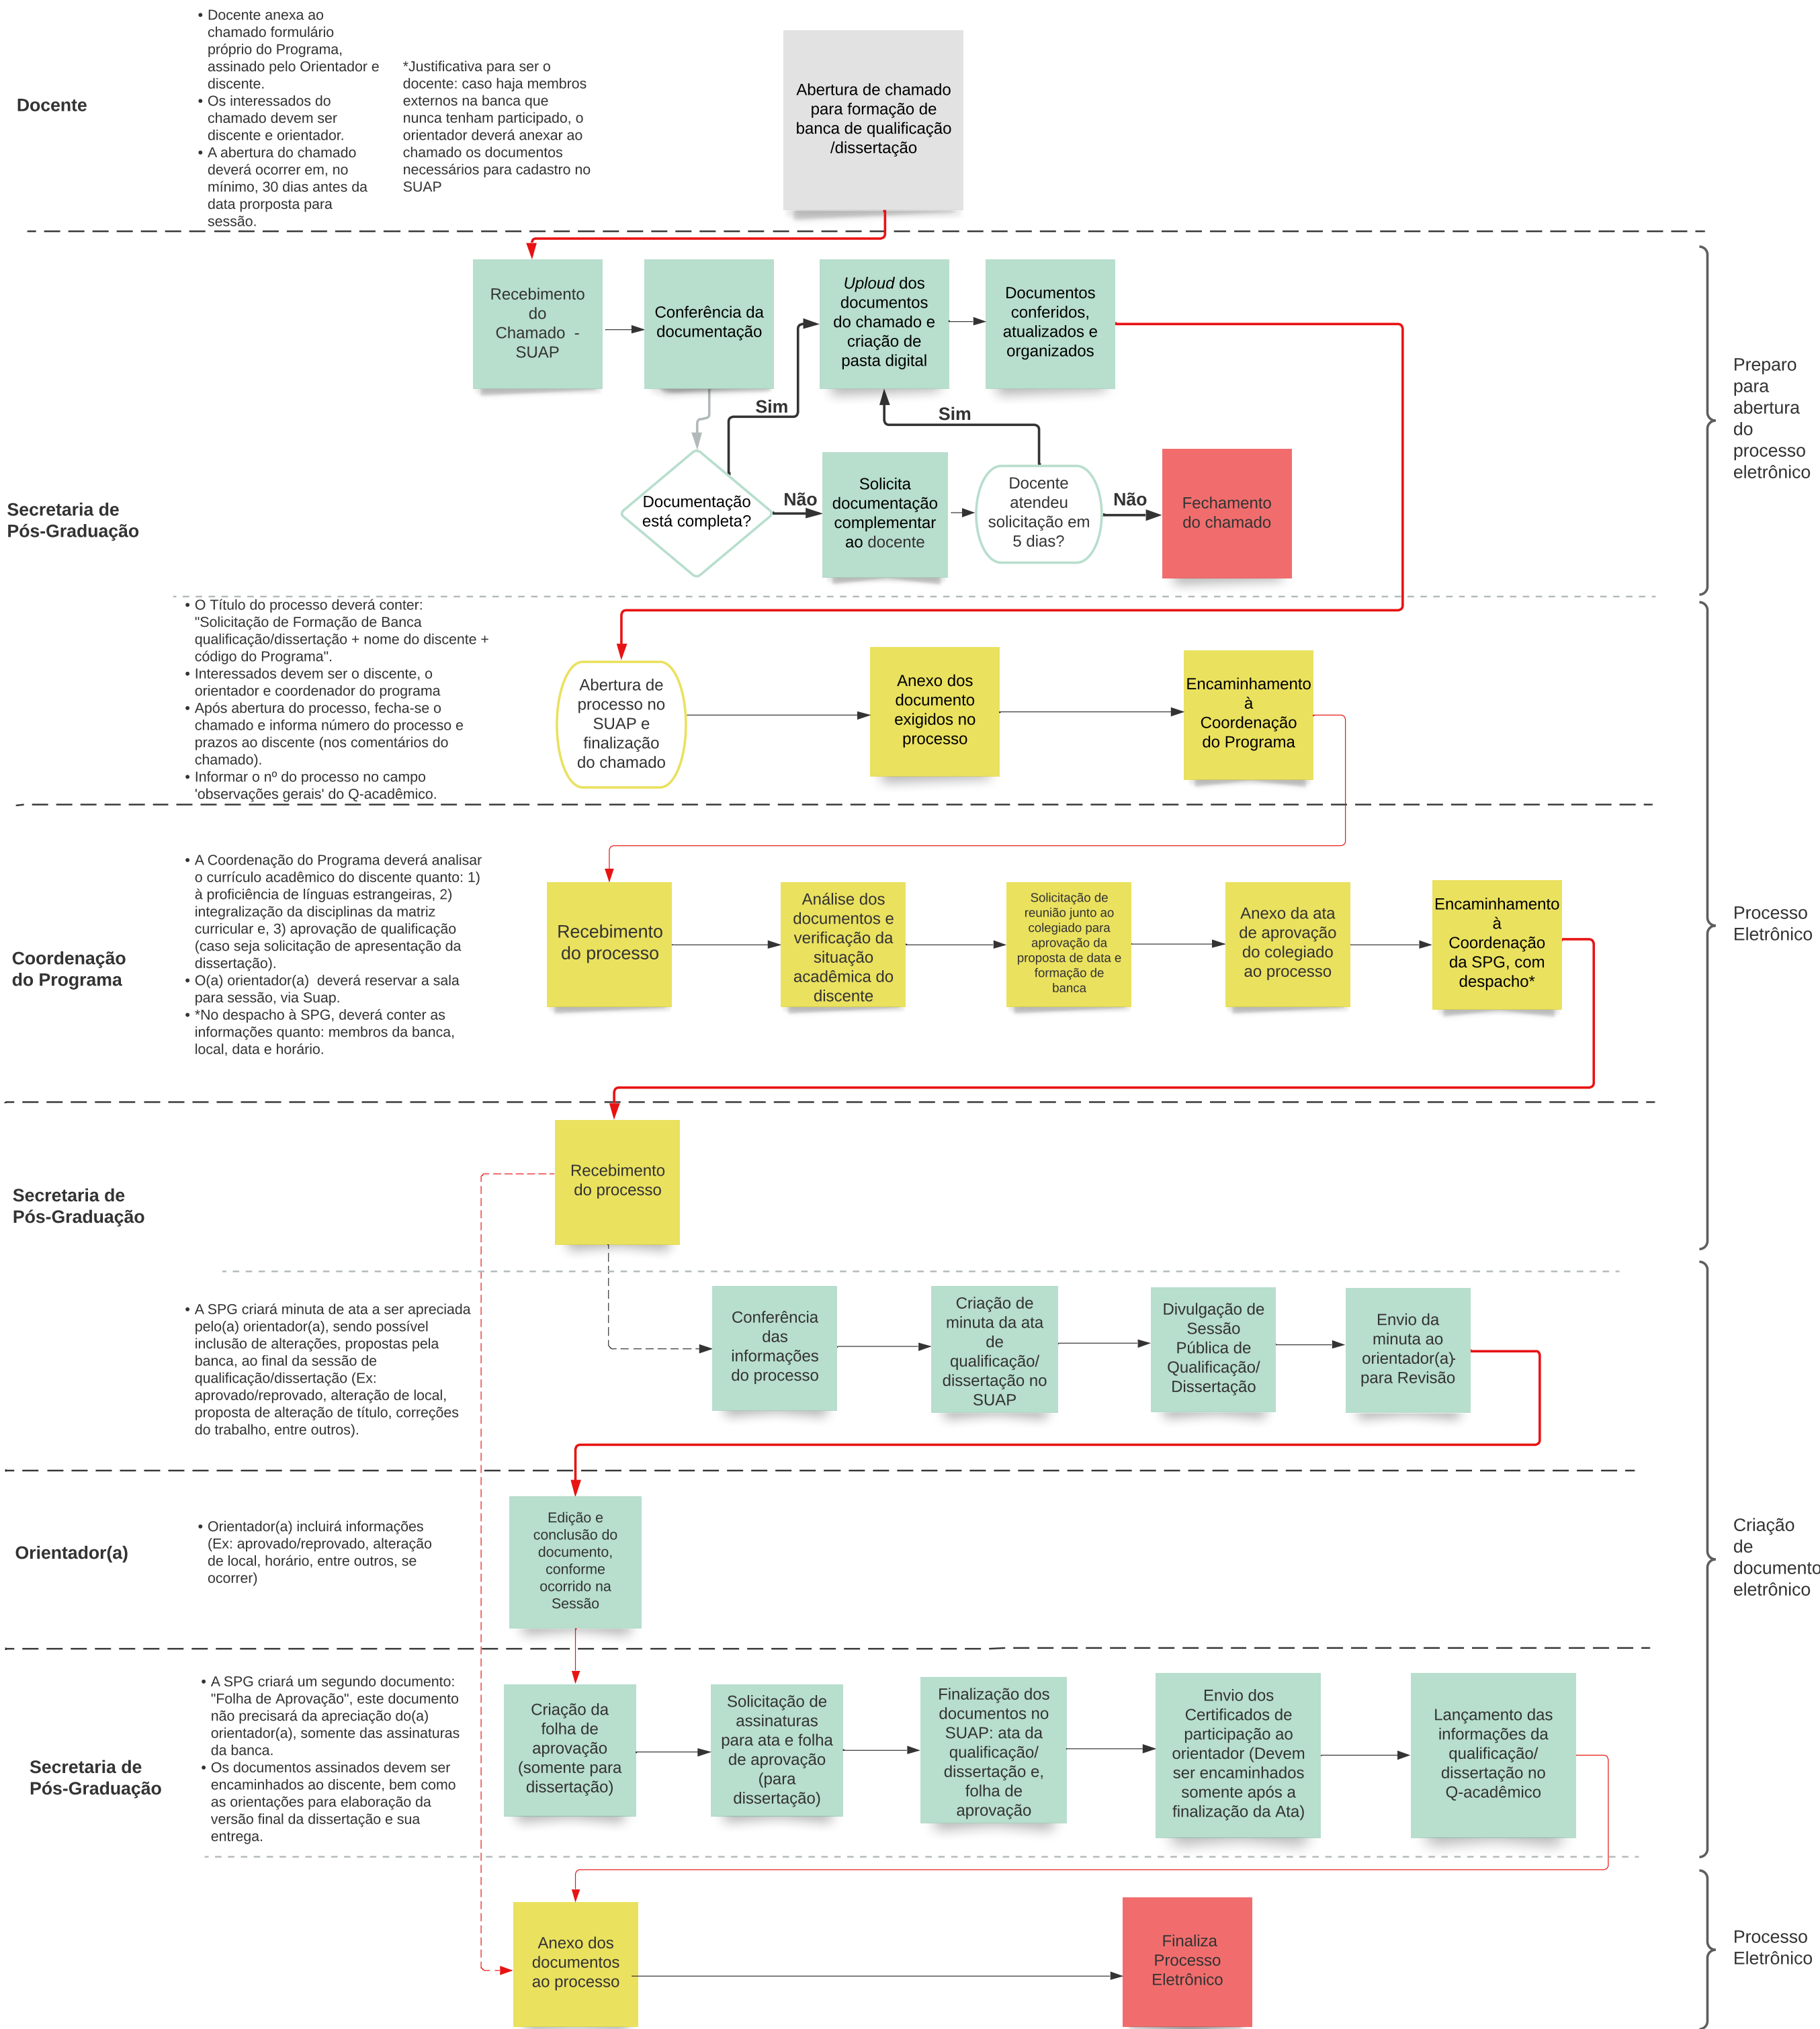 Docente
• Docente anexa ao
chamado formulário
próprio do Programa,
assinado pelo Orientador e
discente.
• Os interessados do
chamado devem ser
discente e orientador.
• A abertura do chamado
deverá ocorrer em, no
mínimo, 30 dias antes da
data prorposta para
sessão.
*Justificativa para ser o
docente: caso haja membros
externos na banca que
nunca tenham participado, o
orientador deverá anexar ao
chamado os documentos
necessários para cadastro no
SUAP
Abertura de chamado
para formação de
banca de qualificação
/dissertação
Secretaria de
Pós-Graduação
Recebimento
do
Chamado -
SUAP
Conferência da
documentação
Uploud dos
documentos
do chamado e
criação de
pasta digital
Documentos
conferidos,
atualizados e
organizados
Sim
Sim
Documentação
está completa?
Não
Solicita
documentação
complementar
ao docente
Docente
atendeu
solicitação em
5 dias?
Não
Fechamento
do chamado
Preparo
para
abertura
do
processo
eletrônico
• O Título do processo deverá conter:
"Solicitação de Formação de Banca
qualificação/dissertação + nome do discente +
código do Programa".
• Interessados devem ser o discente, o
orientador e coordenador do programa
• Após abertura do processo, fecha-se o
chamado e informa número do processo e
prazos ao discente (nos comentários do
chamado).
• Informar o nº do processo no campo
'observações gerais' do Q-acadêmico.
Abertura de
processo no
SUAP e
finalização
do chamado
Anexo dos
documento
exigidos no
processo
Encaminhamento
à
Coordenação
do Programa
Processo
Eletrônico
Coordenação
do Programa
• A Coordenação do Programa deverá analisar
o currículo acadêmico do discente quanto: 1)
à proficiência de línguas estrangeiras, 2)
integralização da disciplinas da matriz
curricular e, 3) aprovação de qualificação
(caso seja solicitação de apresentação da
dissertação).
• O(a) orientador(a) deverá reservar a sala
para sessão, via Suap.
• *No despacho à SPG, deverá conter as
informações quanto: membros da banca,
local, data e horário.
Recebimento
do processo
Análise dos
documentos e
verificação da
situação
acadêmica do
discente
Solicitação de
reunião junto ao
colegiado para
aprovação da
proposta de data e
formação de
banca
Anexo da ata
de aprovação
do colegiado
ao processo
Encaminhamento
à
Coordenação
da SPG, com
despacho*
Secretaria de
Pós-Graduação
Recebimento
do processo
• A SPG criará minuta de ata a ser apreciada
pelo(a) orientador(a), sendo possível
inclusão de alterações, propostas pela
banca, ao final da sessão de
qualificação/dissertação (Ex:
aprovado/reprovado, alteração de local,
proposta de alteração de título, correções
do trabalho, entre outros).
Conferência
das
informações
do processo
Criação de
minuta da ata
de
qualificação/
dissertação no
SUAP
Divulgação de
Sessão
Pública de
Qualificação/
Dissertação
Envio da
minuta ao
orientador(a)-
para Revisão
Criação
de
documento
eletrônico
Orientador(a)
• Orientador(a) incluirá informações
(Ex: aprovado/reprovado, alteração
de local, horário, entre outros, se
ocorrer)
Edição e
conclusão do
documento,
conforme
ocorrido na
Sessão
Secretaria de
Pós-Graduação
• A SPG criará um segundo documento:
"Folha de Aprovação", este documento
não precisará da apreciação do(a)
orientador(a), somente das assinaturas
da banca.
• Os documentos assinados devem ser
encaminhados ao discente, bem como
as orientações para elaboração da
versão final da dissertação e sua
entrega.
Criação da
folha de
aprovação
(somente para
dissertação)
Solicitação de
assinaturas
para ata e folha
de aprovação
(para
dissertação)
Finalização dos
documentos no
SUAP: ata da
qualificação/
dissertação e,
folha de
aprovação
Envio dos
Certificados de
participação ao
orientador (Devem
ser encaminhados
somente após a
finalização da Ata)
Lançamento das
informações da
qualificação/
dissertação no
Q-acadêmico
Anexo dos
documentos
ao processo
Finaliza
Processo
Eletrônico
Processo
Eletrônico